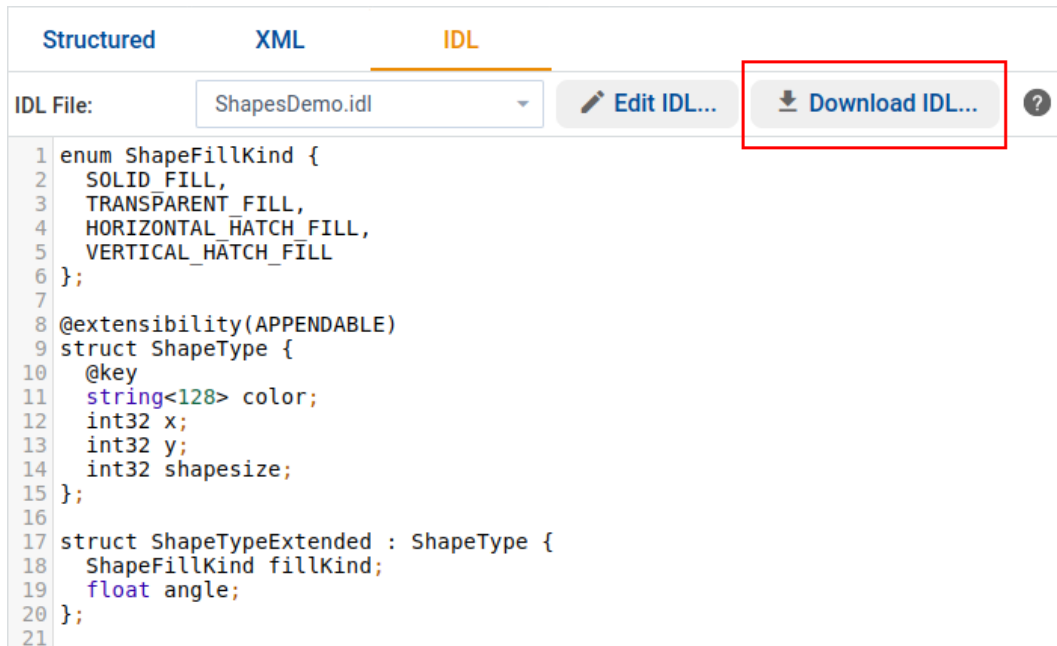 Structured XML IDL
IDL File: ShapesDemo.idl Edit IDL... Download IDL... ?
1 enum ShapeFillKind {
2   SOLID_FILL,
3   TRANSPARENT_FILL,
4   HORIZONTAL_HATCH_FILL,
5   VERTICAL_HATCH_FILL
6 };
7
8 @extensibility(APPENDABLE)
9 struct ShapeType {
10   @key
11   string<128> color;
12   int32 x;
13   int32 y;
14   int32 shapesize;
15 };
16
17 struct ShapeTypeExtended : ShapeType {
18   ShapeFillKind fillKind;
19   float angle;
20 };
21